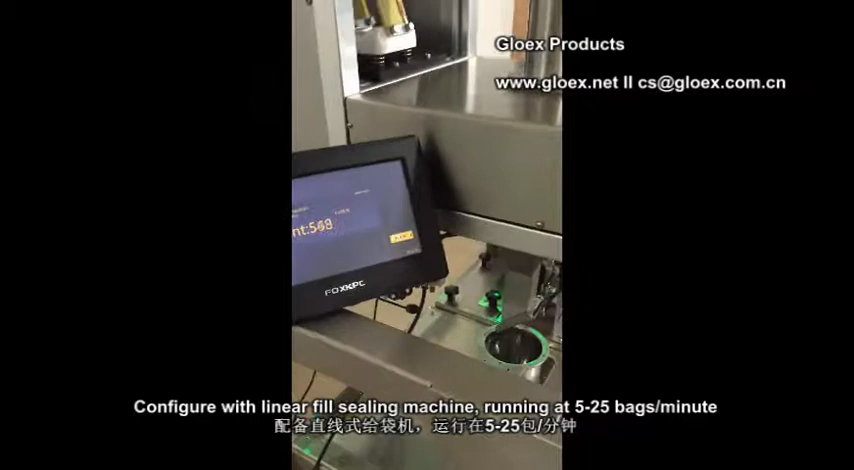 Gloex Products
www.gloex.net ll cs@gloex.com.cn
nt:568
FOXKPC
Configure with linear fill sealing machine, running at 5-25 bags/minute
配备直线式给袋机，运行在5-25包/分钟